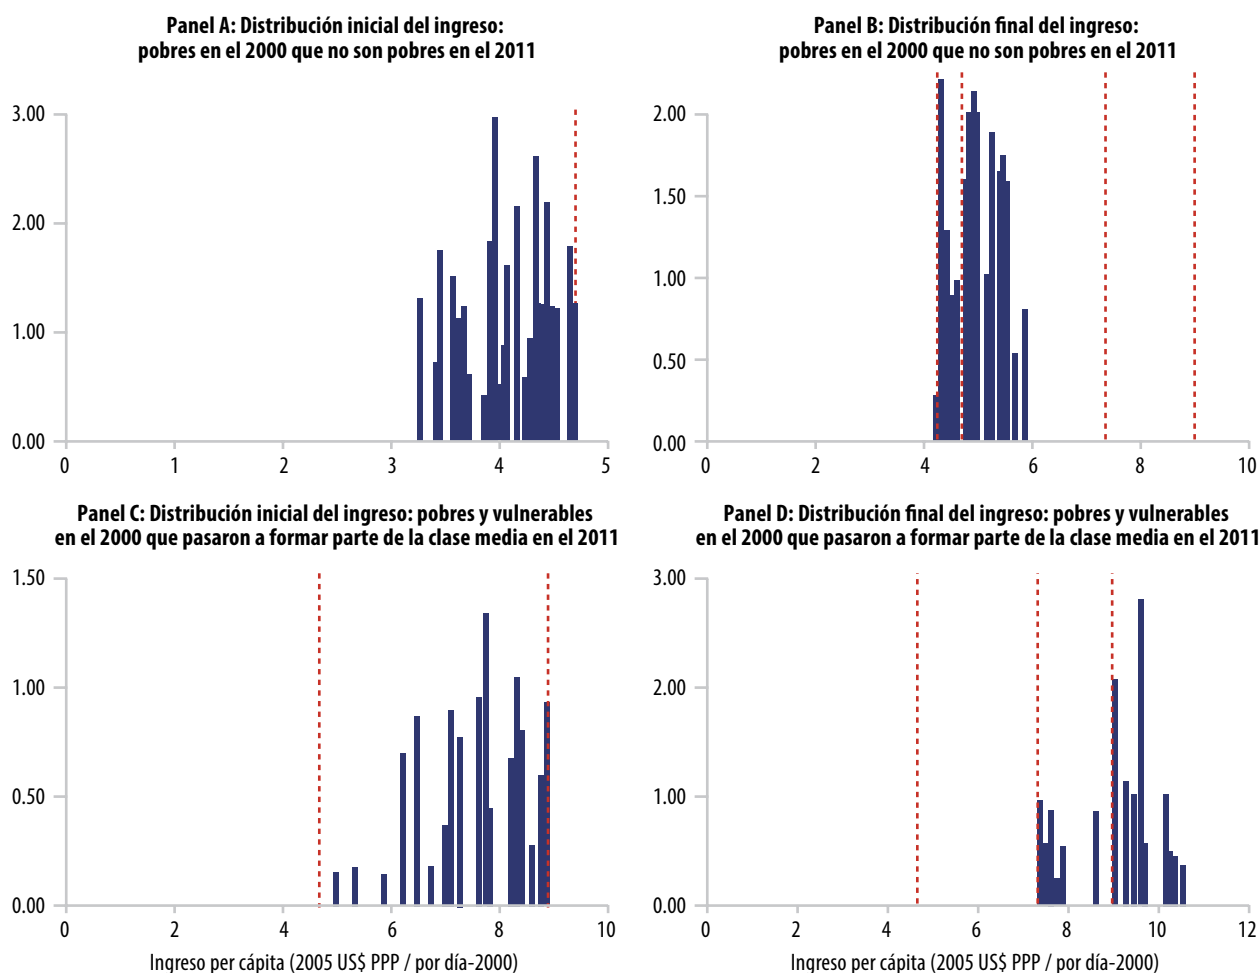 Panel A: Distribución inicial del ingreso:
pobres en el 2000 que no son pobres en el 2011
3.00
2.00
1.00
0.00
0 1 2 3 4 5
Panel B: Distribución final del ingreso:
pobres en el 2000 que no son pobres en el 2011
2.00
1.50
1.00
0.50
0.00
0 2 4 6 8 10
Panel C: Distribución inicial del ingreso: pobres y vulnerables
en el 2000 que pasaron a formar parte de la clase media en el 2011
1.50
1.00
0.50
0.00
0 2 4 6 8 10
Ingreso per cápita (2005 US$ PPP / por día-2000)
Panel D: Distribución final del ingreso: pobres y vulnerables
en el 2000 que pasaron a formar parte de la clase media en el 2011
3.00
2.00
1.00
0.00
0 2 4 6 8 10 12
Ingreso per cápita (2005 US$ PPP / por día-2000)